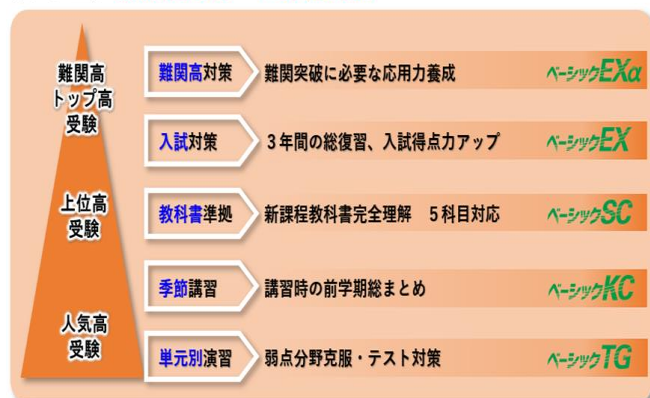 難関高
トップ高
受験
難関高対策
難関突破に必要な応用力養成
ベーシックEXα
入試対策
3年間の総復習、入試得点力アップ
ベーシックEX
上位高
受験
教科書準拠
新課程教科書完全理解　5科目対応
ベーシックSC
季節講習
講習時の前学期総まとめ
ベーシックKC
人気高
受験
単元別演習
弱点分野克服・テスト対策
ベーシックTG